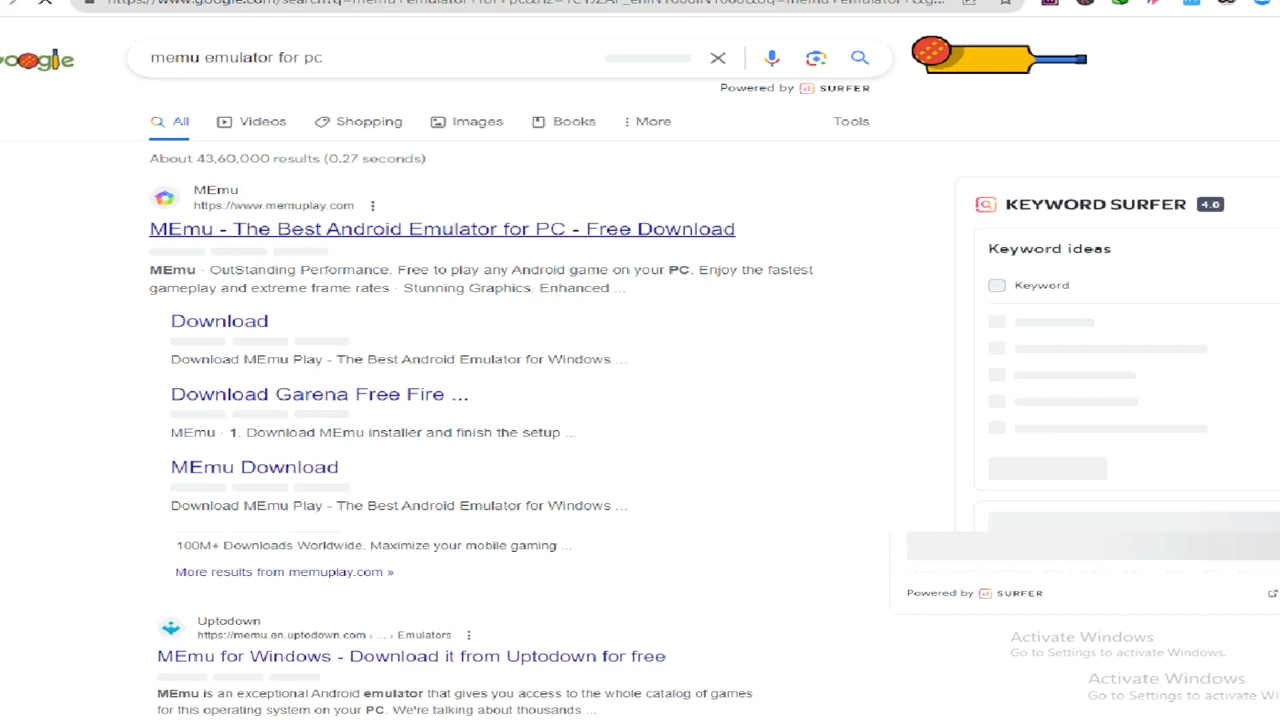 Google
memu emulator for pc
Powered by SURFER
All Videos Shopping Images Books More Tools
About 43,60,000 results (0.27 seconds)
MEmu
https://www.memuplay.com
MEmu - The Best Android Emulator for PC - Free Download
MEmu · OutStanding Performance. Free to play any Android game on your PC. Enjoy the fastest
gameplay and extreme frame rates · Stunning Graphics. Enhanced ...
Download
Download MEmu Play - The Best Android Emulator for Windows ...
Download Garena Free Fire ...
MEmu · 1. Download MEmu installer and finish the setup ...
MEmu Download
Download MEmu Play - The Best Android Emulator for Windows ...
100M+ Downloads Worldwide. Maximize your mobile gaming ...
More results from memuplay.com »
Uptodown
https://memu.en.uptodown.com › ... › Emulators
MEmu for Windows - Download it from Uptodown for free
MEmu is an exceptional Android emulator that gives you access to the whole catalog of games
for this operating system on your PC. We're talking about thousands ...
KEYWORD SURFER 4.0
Keyword ideas
Keyword
Powered by SURFER
Activate Windows
Go to Settings to activate Windows.
Activate Windows
Go to Settings to activate